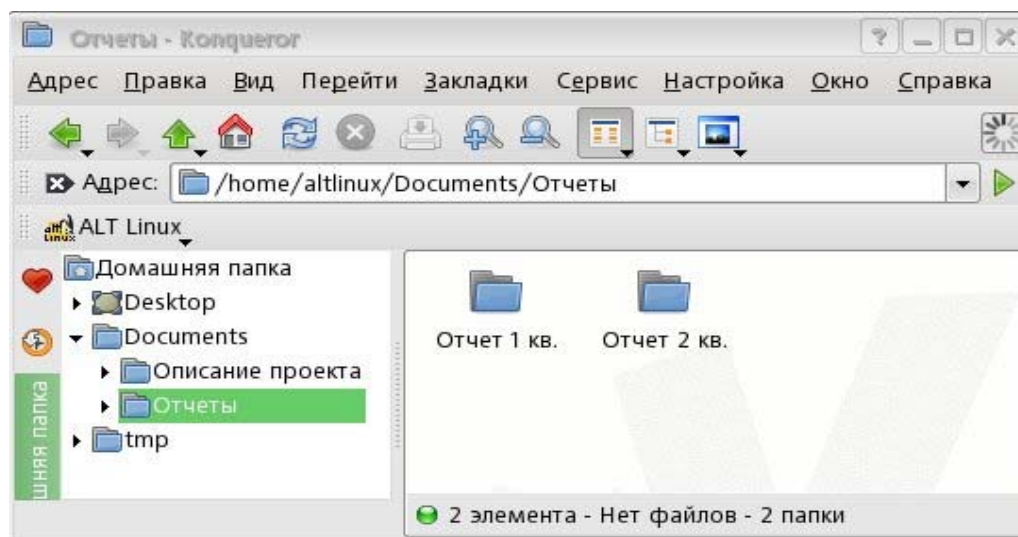 Отчеты - Konqueror
Адрес Правка Вид Перейти Закладки Сервис Настройка Окно Справка
Адрес: /home/altlinux/Documents/Отчеты
ALT Linux
Домашняя папка
Desktop
Documents
Описание проекта
Отчеты
tmp
шняя папка
Отчет 1 кв. Отчет 2 кв.
2 элемента - Нет файлов - 2 папки